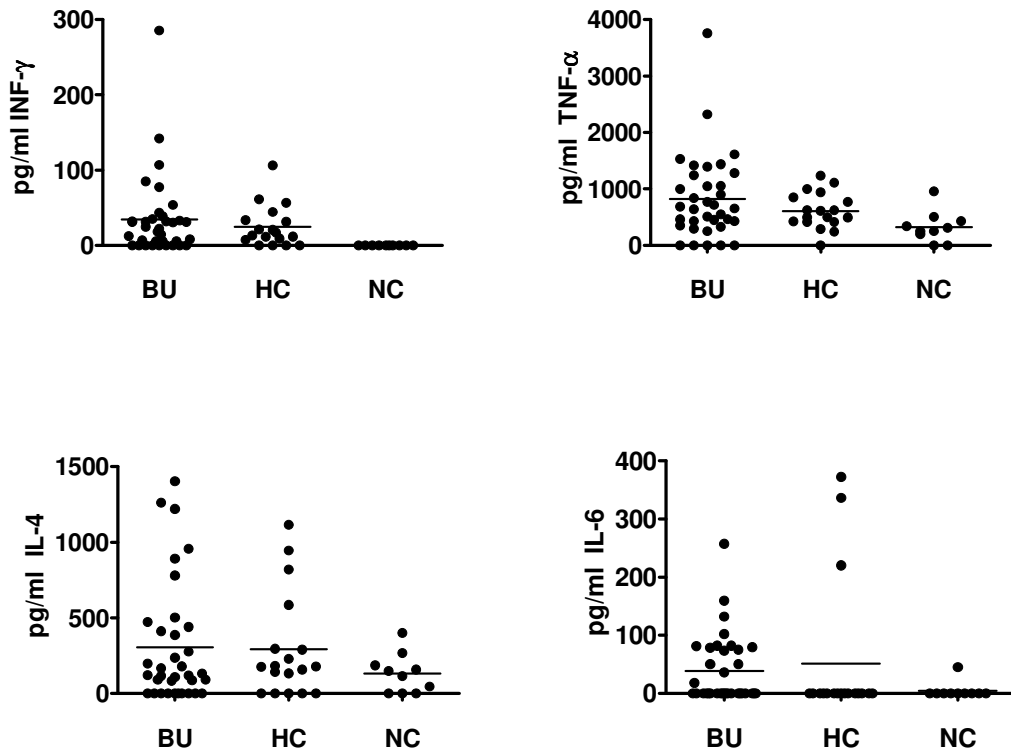 pg/ml INF-γ
300
200
100
0
BU HC NC
pg/ml TNF-α
4000
3000
2000
1000
0
BU HC NC
pg/ml IL-4
1500
1000
500
0
BU HC NC
pg/ml IL-6
400
300
200
100
0
BU HC NC